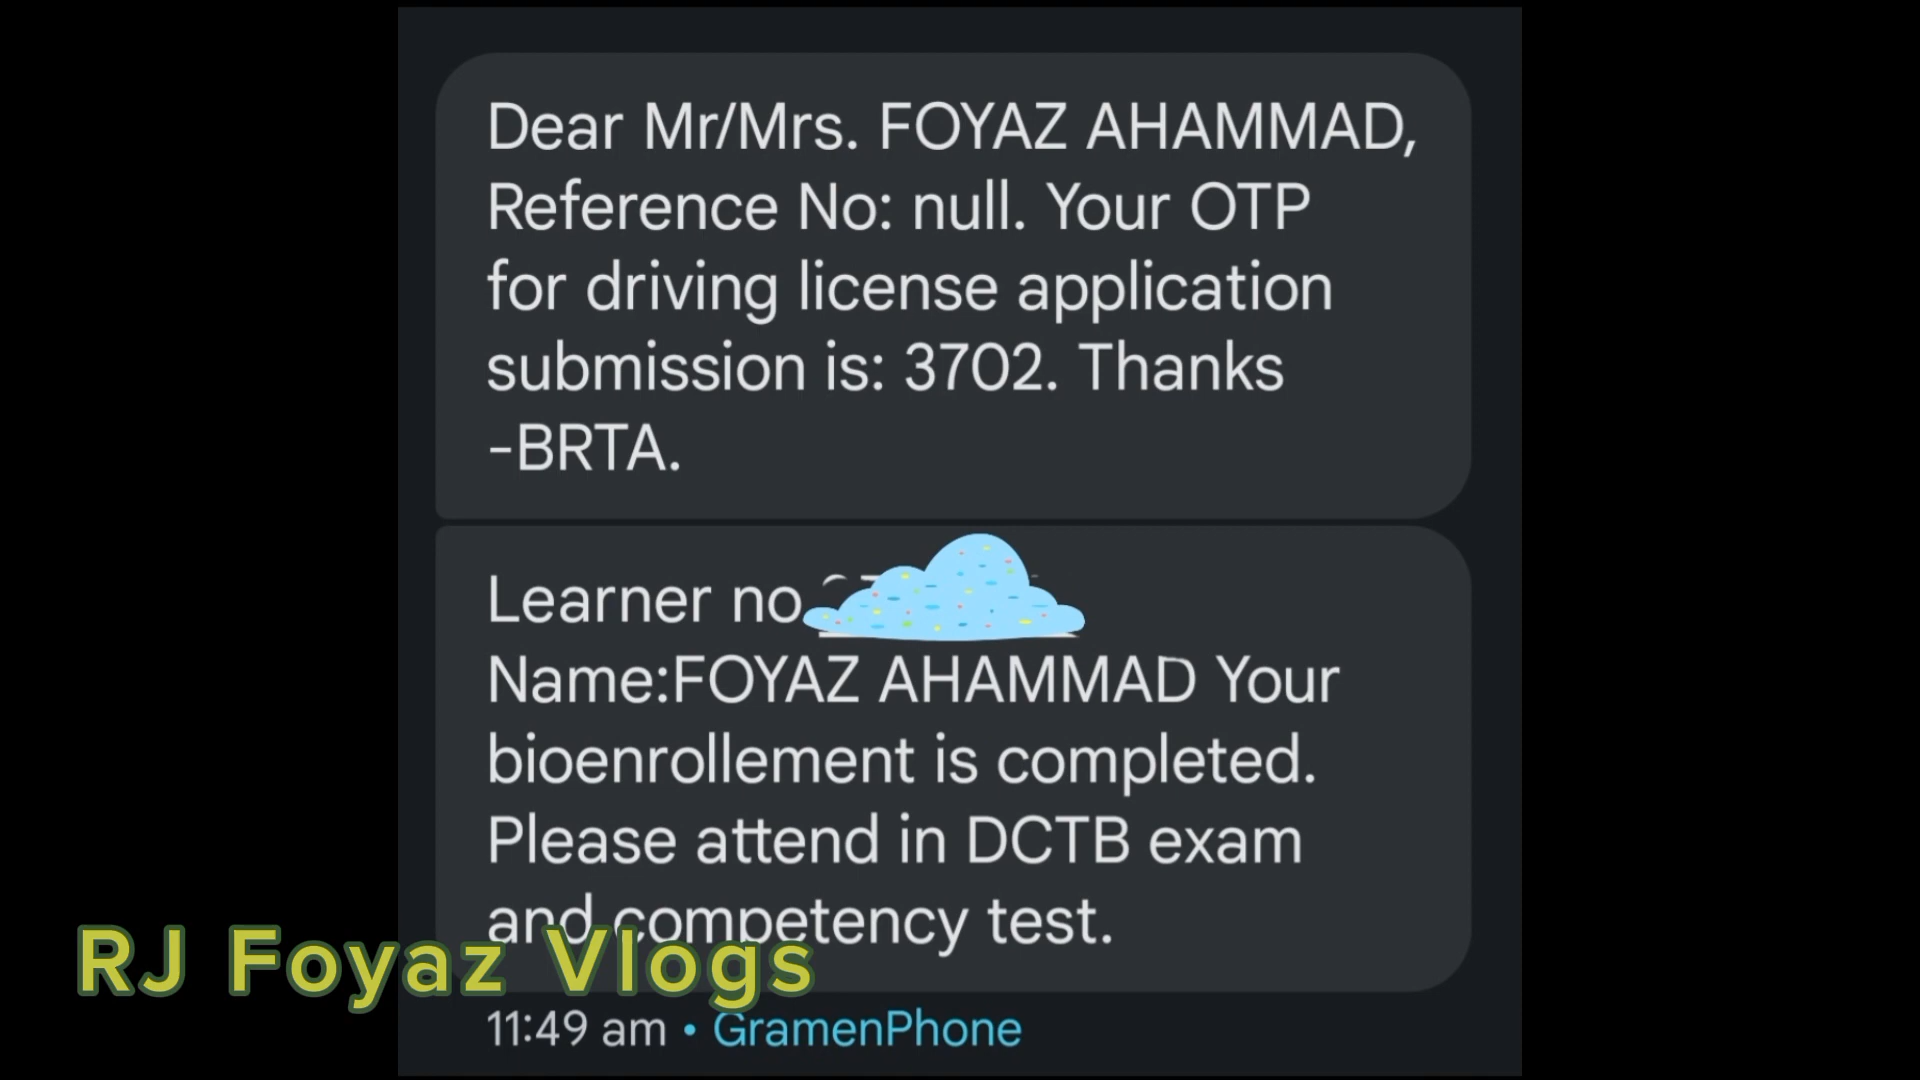 Dear Mr/Mrs. FOYAZ AHAMMAD,
Reference No: null. Your OTP
for driving license application
submission is: 3702. Thanks
-BRTA.
Learner no
Name:FOYAZ AHAMMAD Your
bioenrollement is completed.
Please attend in DCTB exam
and competency test.
RJ Foyaz Vlogs
11:49 am • GramenPhone